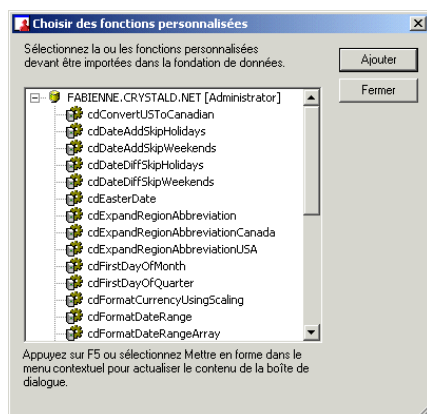 Choisir des fonctions personnalisées
Sélectionnez la ou les fonctions personnalisées
devant être importées dans la fondation de données.
Ajouter
Fermer
FABIENNE.CRYSTALD.NET [Administrator]
cdConvertUSToCanadian
cdDateAddSkipHolidays
cdDateAddSkipWeekends
cdDateDiffSkipHolidays
cdDateDiffSkipWeekends
cdEasterDate
cdExpandRegionAbbreviation
cdExpandRegionAbbreviationCanada
cdExpandRegionAbbreviationUSA
cdFirstDayOfMonth
cdFirstDayOfQuarter
cdFormatCurrencyUsingScaling
cdFormatDateRange
cdFormatDateRangeArray
Appuyez sur F5 ou sélectionnez Mettre en forme dans le
menu contextuel pour actualiser le contenu de la boîte de
dialogue.